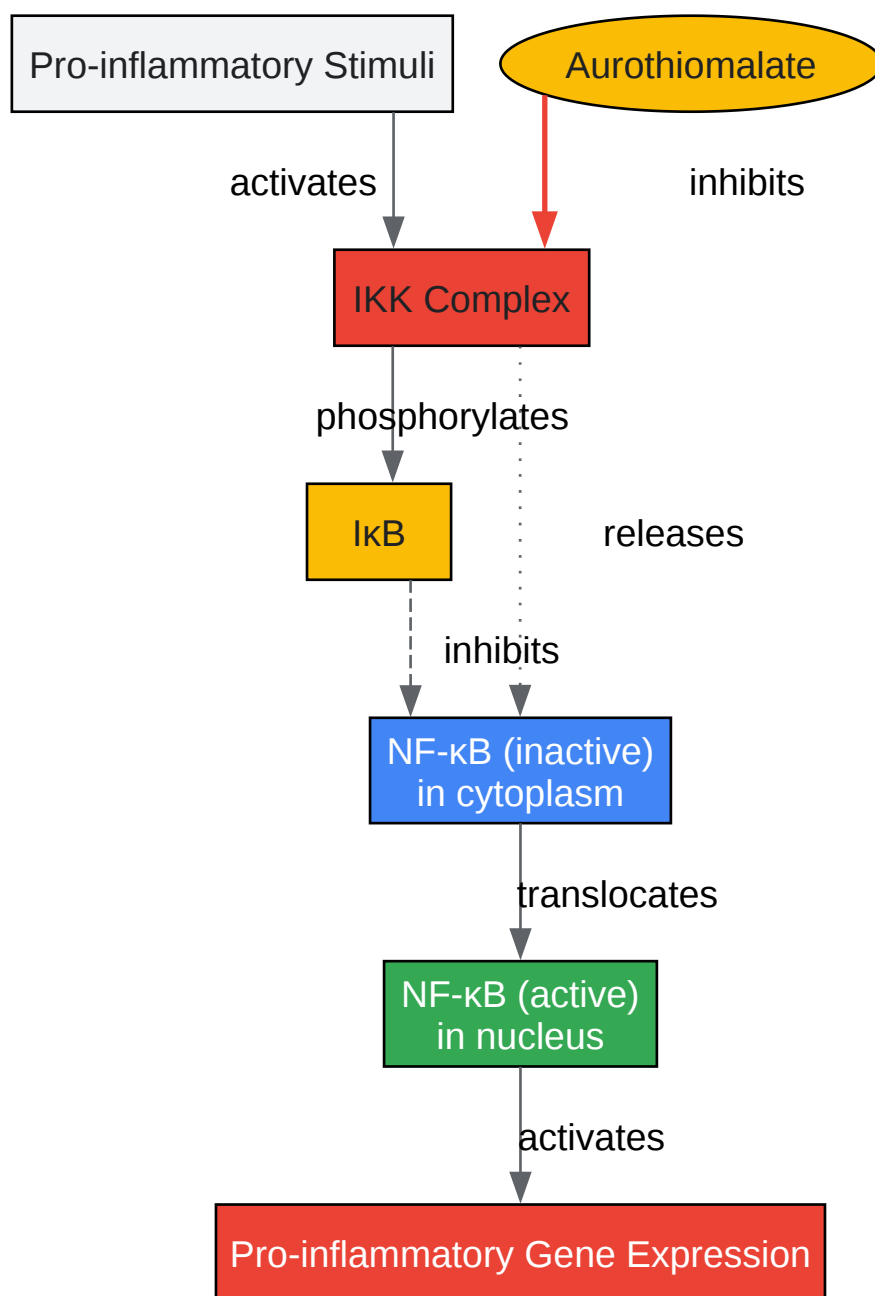 Pro-inflammatory Stimuli
Aurothiomalate
activates
inhibits
IKK Complex
phosphorylates
IκB
releases
inhibits
NF-κB (inactive)
in cytoplasm
translocates
NF-κB (active)
in nucleus
activates
Pro-inflammatory Gene Expression